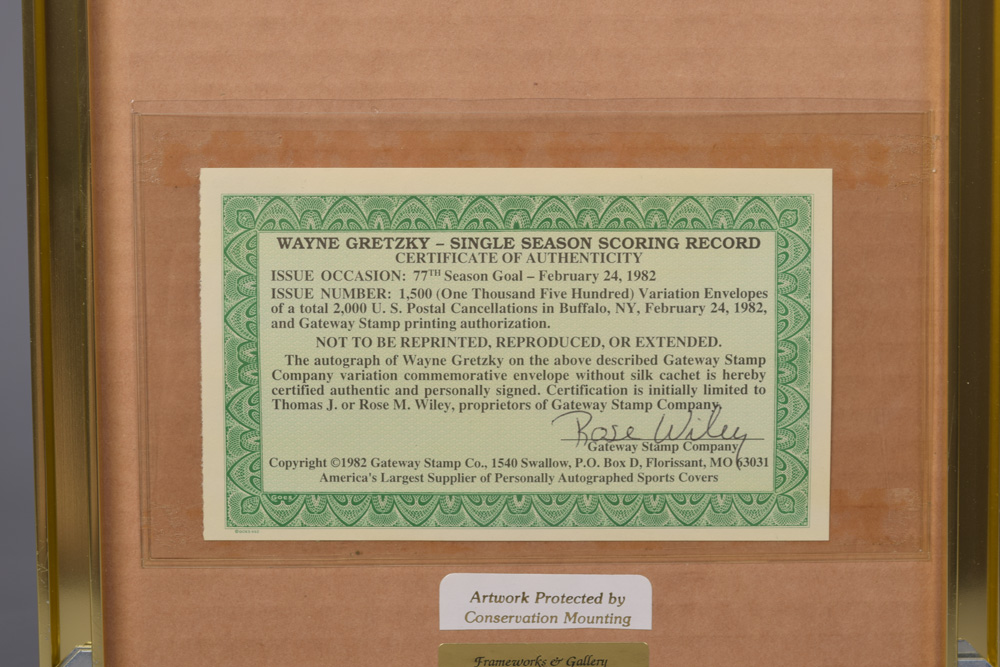 WAYNE GRETZKY – SINGLE SEASON SCORING RECORD
CERTIFICATE OF AUTHENTICITY
ISSUE OCCASION: 77TH Season Goal – February 24, 1982
ISSUE NUMBER: 1,500 (One Thousand Five Hundred) Variation Envelopes
of a total 2,000 U. S. Postal Cancellations in Buffalo, NY, February 24, 1982,
and Gateway Stamp printing authorization.
NOT TO BE REPRINTED, REPRODUCED, OR EXTENDED.
The autograph of Wayne Gretzky on the above described Gateway Stamp
Company variation commemorative envelope without silk cachet is hereby
certified authentic and personally signed. Certification is initially limited to
Thomas J. or Rose M. Wiley, proprietors of Gateway Stamp Company.
Rose Wiley
Gateway Stamp Company
Copyright ©1982 Gateway Stamp Co., 1540 Swallow, P.O. Box D, Florissant, MO 63031
America's Largest Supplier of Personally Autographed Sports Covers
Goes
Artwork Protected by
Conservation Mounting
Frameworks & Gallery